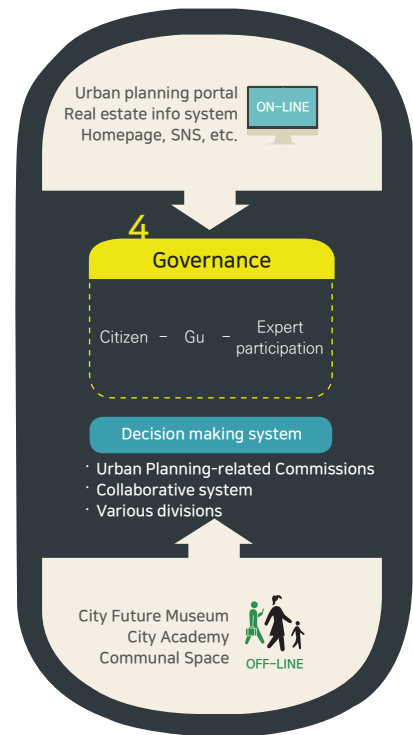 Urban planning portal
Real estate info system
Homepage, SNS, etc.
ON-LINE
4
Governance
Citizen – Gu – Expert participation
Decision making system
· Urban Planning-related Commissions
· Collaborative system
· Various divisions
City Future Museum
City Academy
Communal Space
OFF-LINE